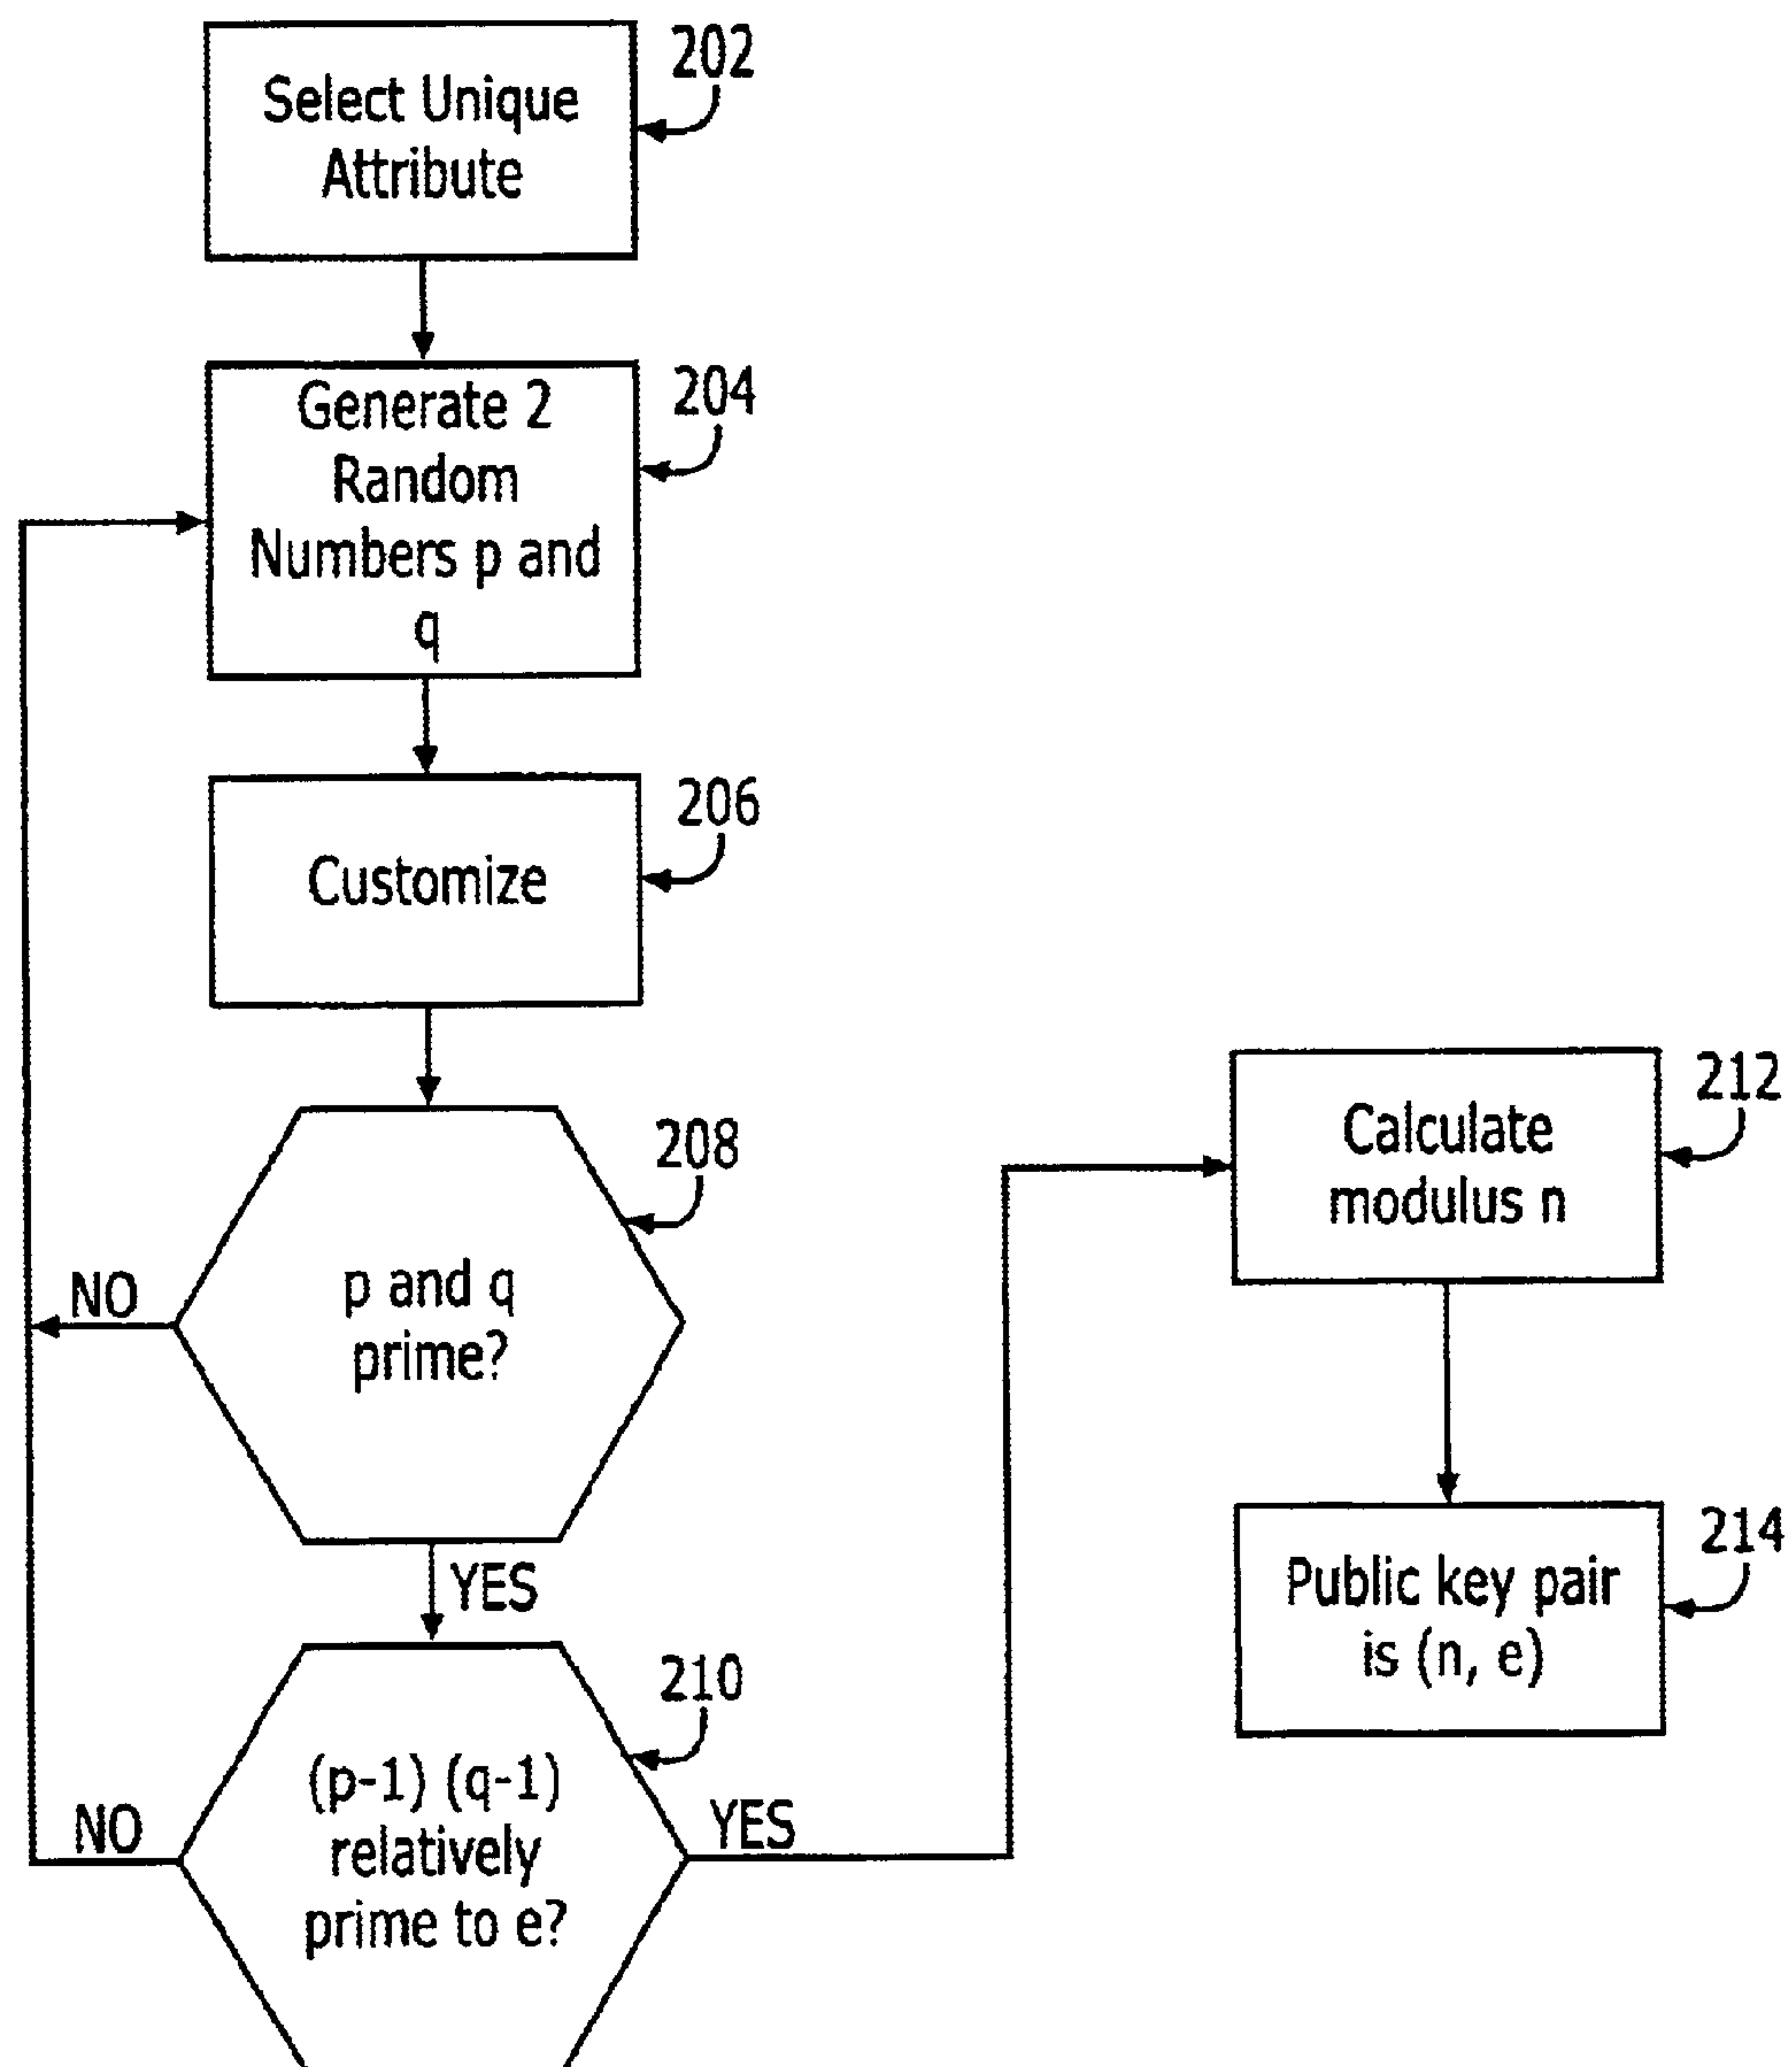 202
Select Unique
Attribute
204
Generate 2
Random
Numbers p and
q
206
Customize
208
p and q
prime?
NO
YES
210
(p-1) (q-1)
relatively
prime to e?
NO
YES
212
Calculate
modulus n
214
Public key pair
is (n, e)